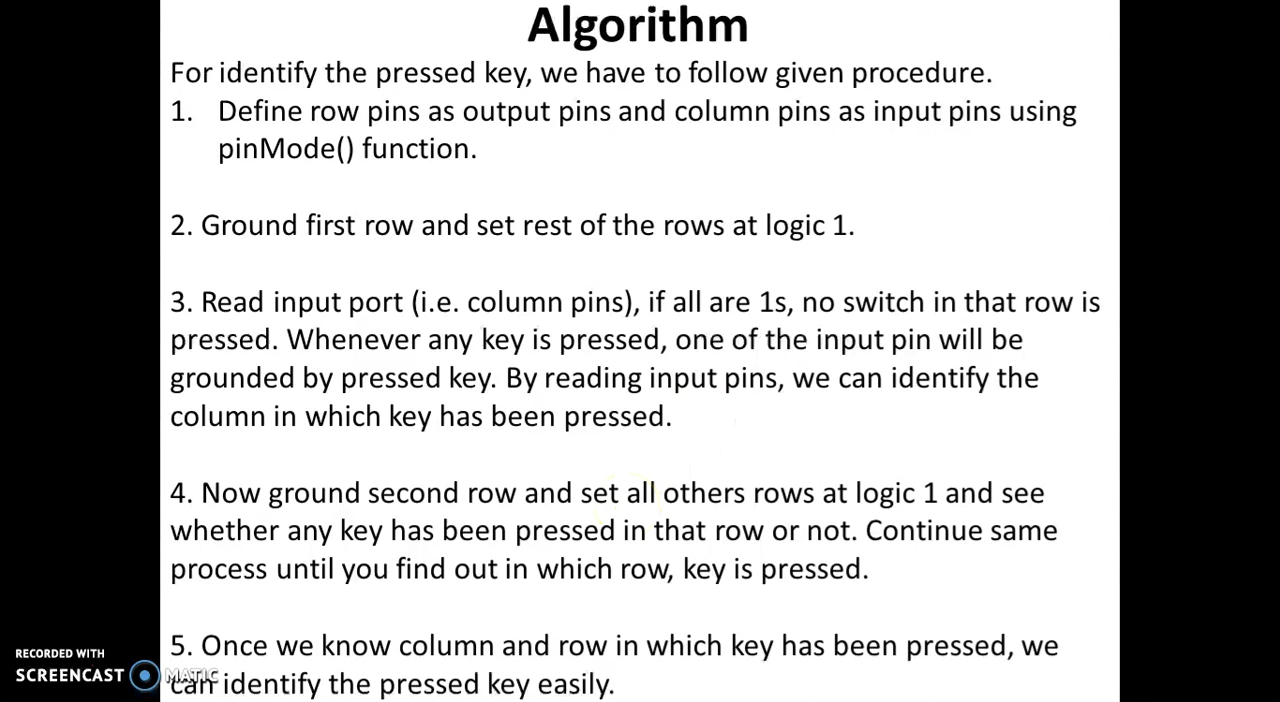 Algorithm
For identify the pressed key, we have to follow given procedure.
1. Define row pins as output pins and column pins as input pins using
pinMode() function.
2. Ground first row and set rest of the rows at logic 1.
3. Read input port (i.e. column pins), if all are 1s, no switch in that row is
pressed. Whenever any key is pressed, one of the input pin will be
grounded by pressed key. By reading input pins, we can identify the
column in which key has been pressed.
4. Now ground second row and set all others rows at logic 1 and see
whether any key has been pressed in that row or not. Continue same
process until you find out in which row, key is pressed.
5. Once we know column and row in which key has been pressed, we
can identify the pressed key easily.
RECORDED WITH
SCREENCAST MATIC